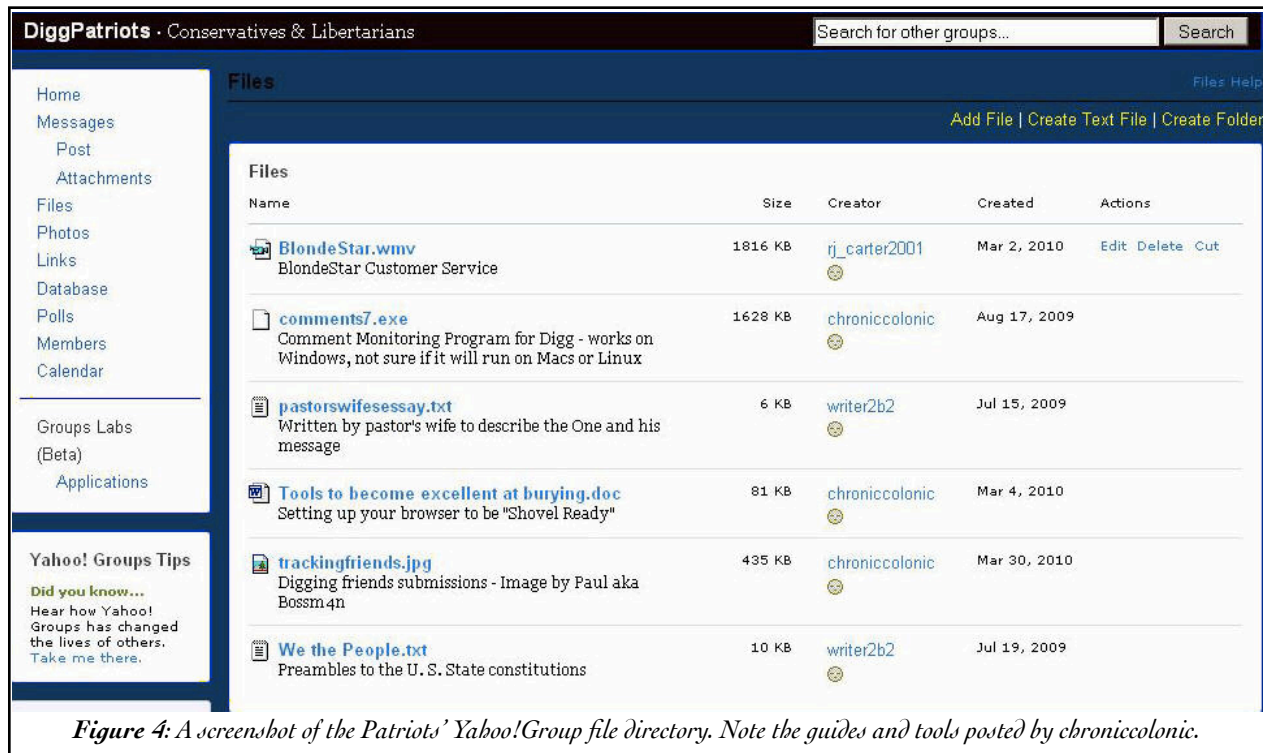 DiggPatriots · Conservatives & Libertarians
Search for other groups...
Search
Home
Messages
Post
Attachments
Files
Photos
Links
Database
Polls
Members
Calendar
Groups Labs
(Beta)
Applications
Yahoo! Groups Tips
Did you know...
Hear how Yahoo!
Groups has changed
the lives of others.
Take me there.
Files
Files Help
Add File | Create Text File | Create Folder
Files
Name Size Creator Created Actions
BlondeStar.wmv 1816 KB rj_carter2001 Mar 2, 2010 Edit Delete Cut
BlondeStar Customer Service
comments7.exe 1628 KB chroniccolonic Aug 17, 2009
Comment Monitoring Program for Digg - works on
Windows, not sure if it will run on Macs or Linux
pastorswifesessay.txt 6 KB writer2b2 Jul 15, 2009
Written by pastor's wife to describe the One and his
message
Tools to become excellent at burying.doc 81 KB chroniccolonic Mar 4, 2010
Setting up your browser to be "Shovel Ready"
trackingfriends.jpg 435 KB chroniccolonic Mar 30, 2010
Digging friends submissions - Image by Paul aka
Bossm4n
We the People.txt 10 KB writer2b2 Jul 19, 2009
Preambles to the U. S. State constitutions
Figure 4: A screenshot of the Patriots' Yahoo!Group file directory. Note the guides and tools posted by chroniccolonic.